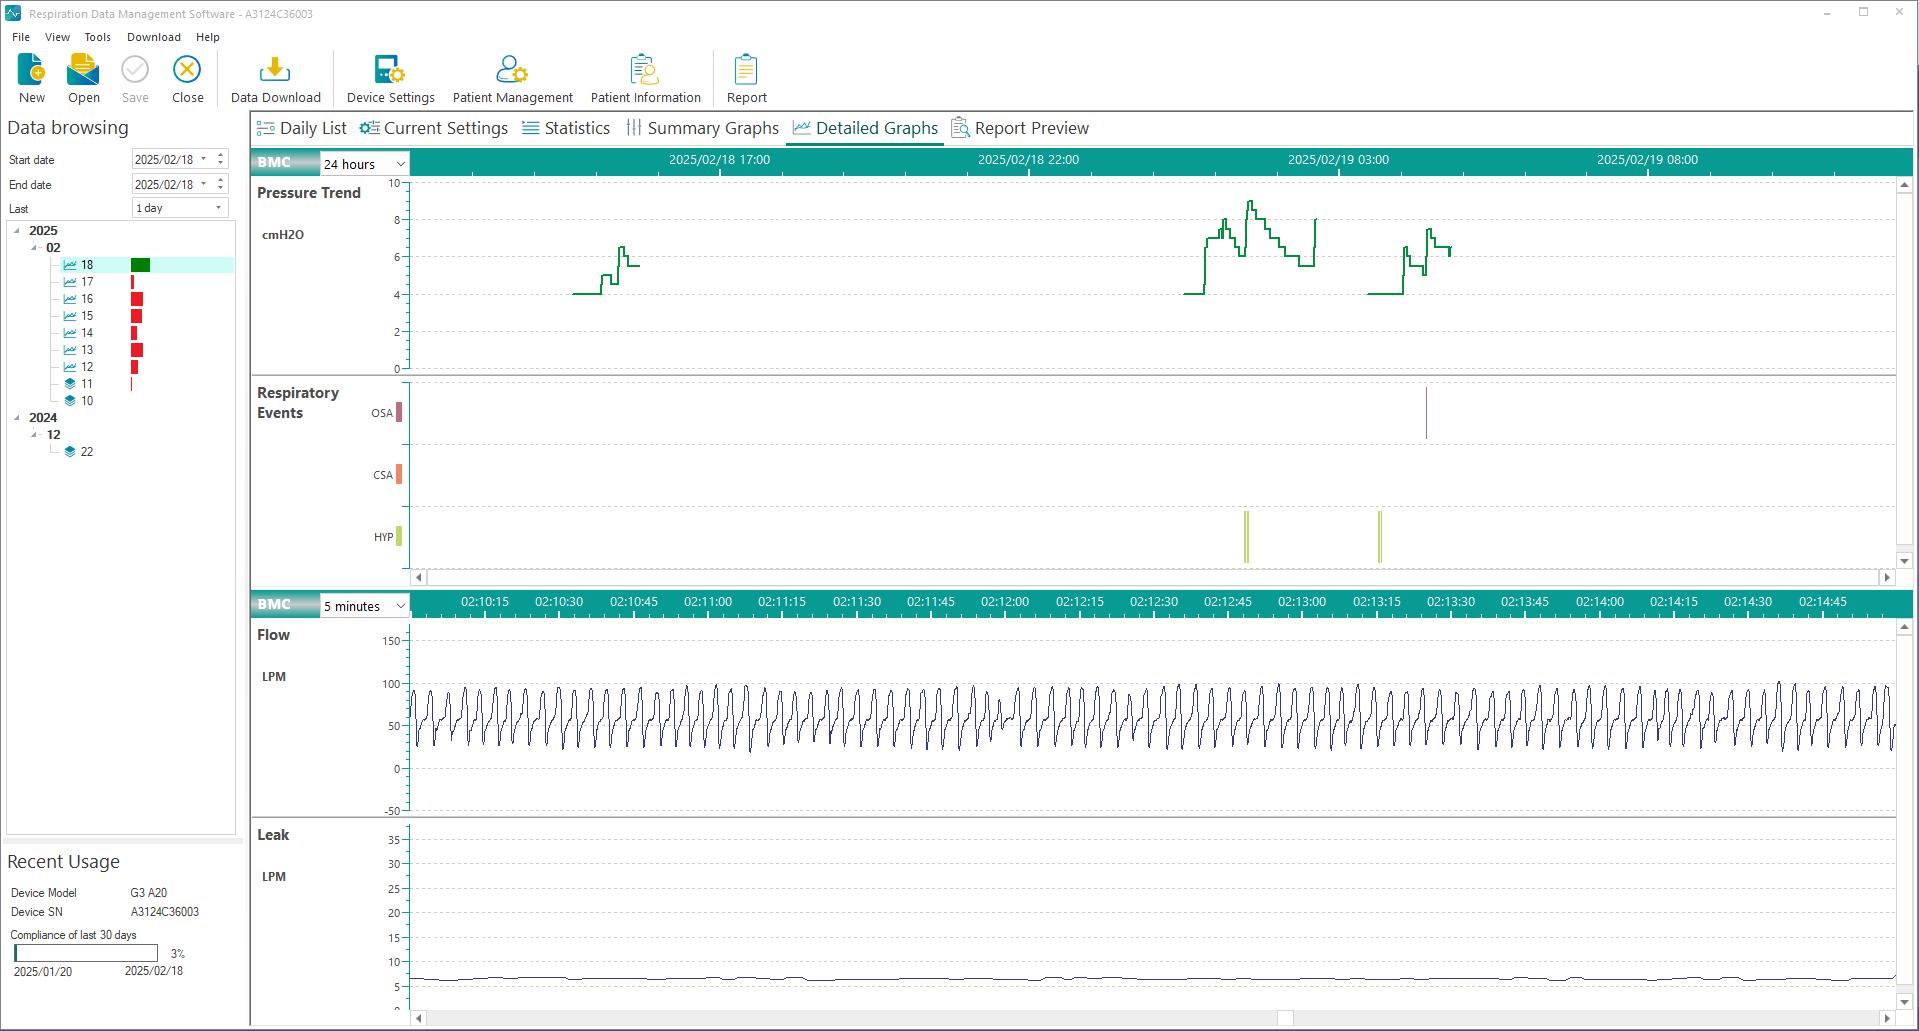 Respiration Data Management Software - A3124C36003
File View Tools Download Help
New Open Save Close Data Download Device Settings Patient Management Patient Information Report
Data browsing
Start date 2025/02/18
End date 2025/02/18
Last 1 day
2025
02
18
17
16
15
14
13
12
11
10
2024
12
22
Recent Usage
Device Model G3 A20
Device SN A3124C36003
Compliance of last 30 days
3%
2025/01/20 2025/02/18
Daily List Current Settings Statistics Summary Graphs Detailed Graphs Report Preview
BMC 24 hours 2025/02/18 17:00 2025/02/18 22:00 2025/02/19 03:00 2025/02/19 08:00
Pressure Trend
cmH2O
10
8
6
4
2
0
Respiratory
Events
OSA
CSA
HYP
BMC 5 minutes 02:10:15 02:10:30 02:10:45 02:11:00 02:11:15 02:11:30 02:11:45 02:12:00 02:12:15 02:12:30 02:12:45 02:13:00 02:13:15 02:13:30 02:13:45 02:14:00 02:14:15 02:14:30 02:14:45
Flow
LPM
150
100
50
0
-50
Leak
LPM
35
30
25
20
15
10
5